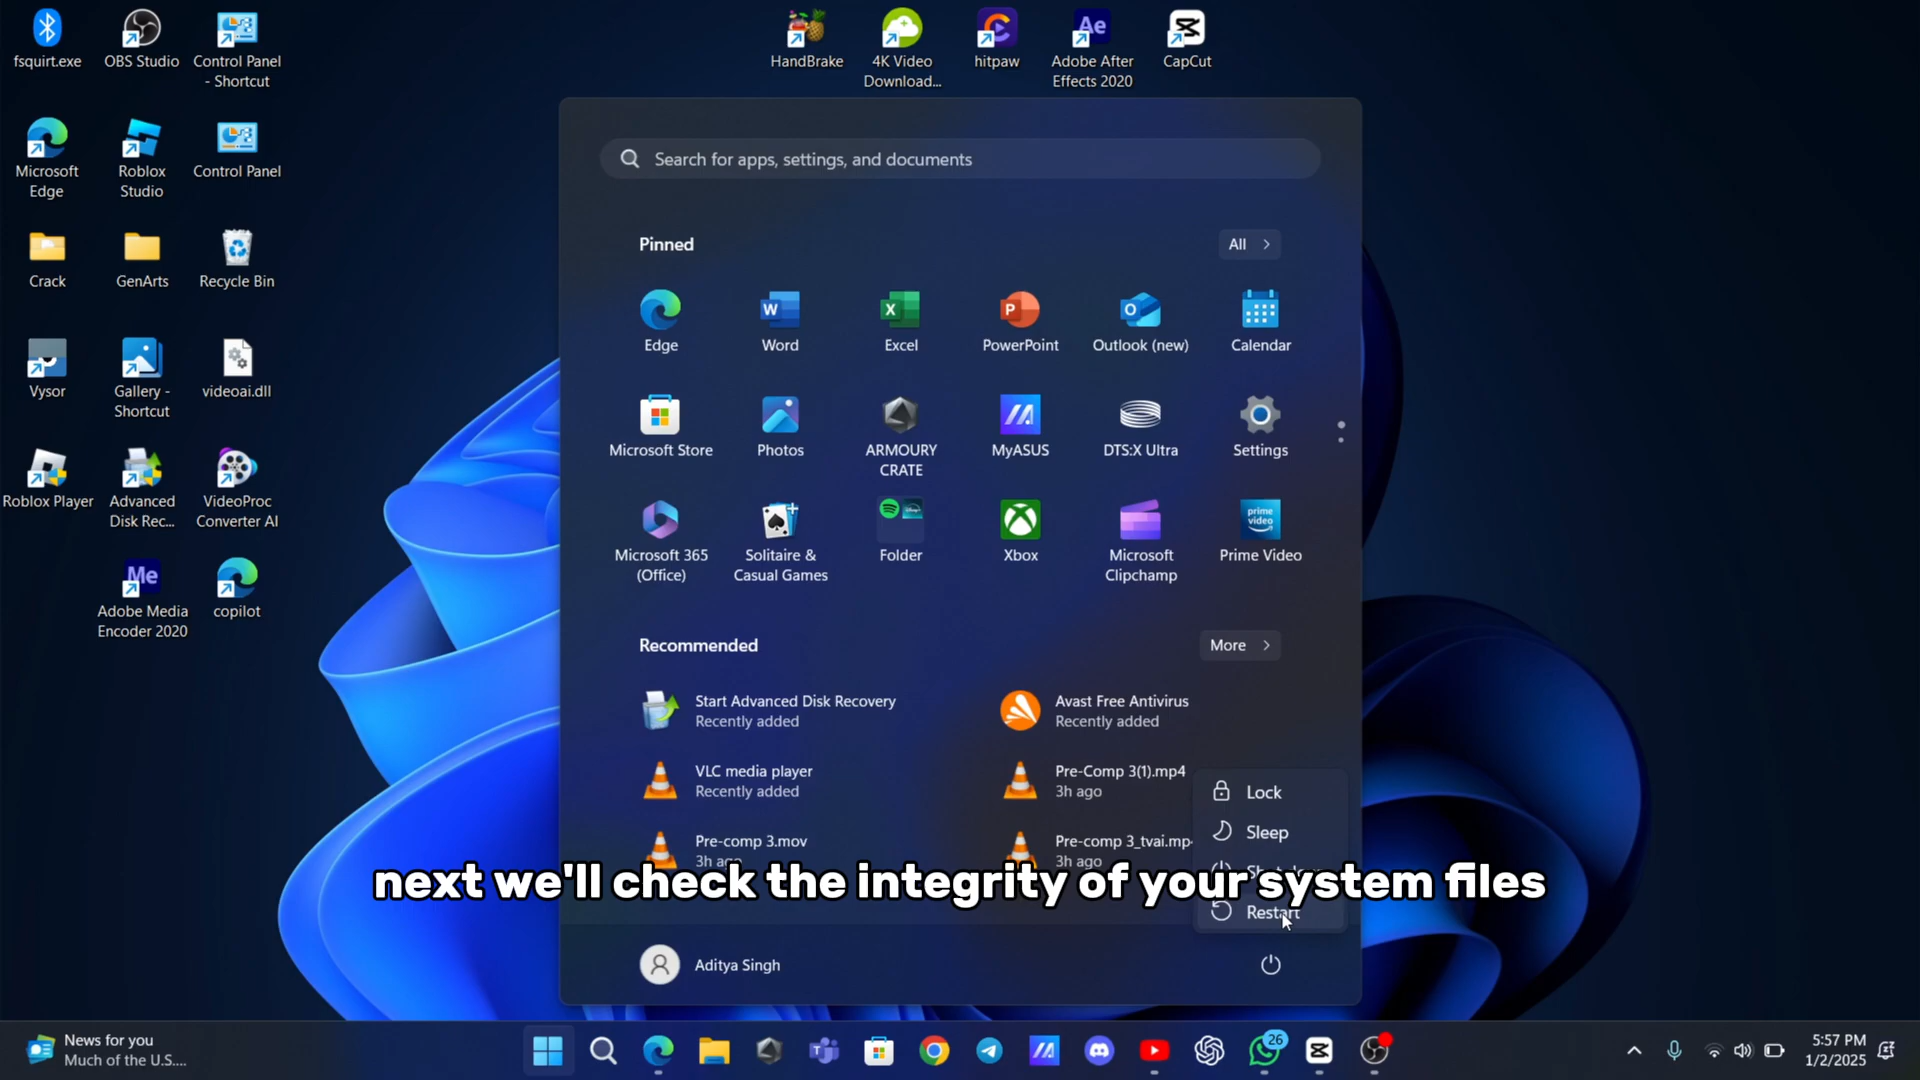 fsquirt.exe
OBS Studio
Control Panel
- Shortcut
HandBrake
4K Video
Download...
hitpaw
Adobe After
Effects 2020
CapCut
Microsoft
Edge
Roblox
Studio
Control Panel
Crack
GenArts
Recycle Bin
Vysor
Gallery -
Shortcut
videoai.dll
Roblox Player
Advanced
Disk Rec...
VideoProc
Converter AI
Adobe Media
Encoder 2020
copilot
Search for apps, settings, and documents
Pinned
All
Edge
Word
Excel
PowerPoint
Outlook (new)
Calendar
Microsoft Store
Photos
ARMOURY
CRATE
MyASUS
DTS:X Ultra
Settings
Microsoft 365
(Office)
Solitaire &
Casual Games
Folder
Xbox
Microsoft
Clipchamp
prime
video
Prime Video
Recommended
More
Start Advanced Disk Recovery
Recently added
Avast Free Antivirus
Recently added
VLC media player
Recently added
Pre-Comp 3(1).mp4
3h ago
Pre-comp 3.mov
3h ago
Pre-comp 3_tvai.mp
3h ago
Lock
Sleep
next we'll check the integrity of your system files
Restart
Aditya Singh
News for you
Much of the U.S....
26
5:57 PM
1/2/2025